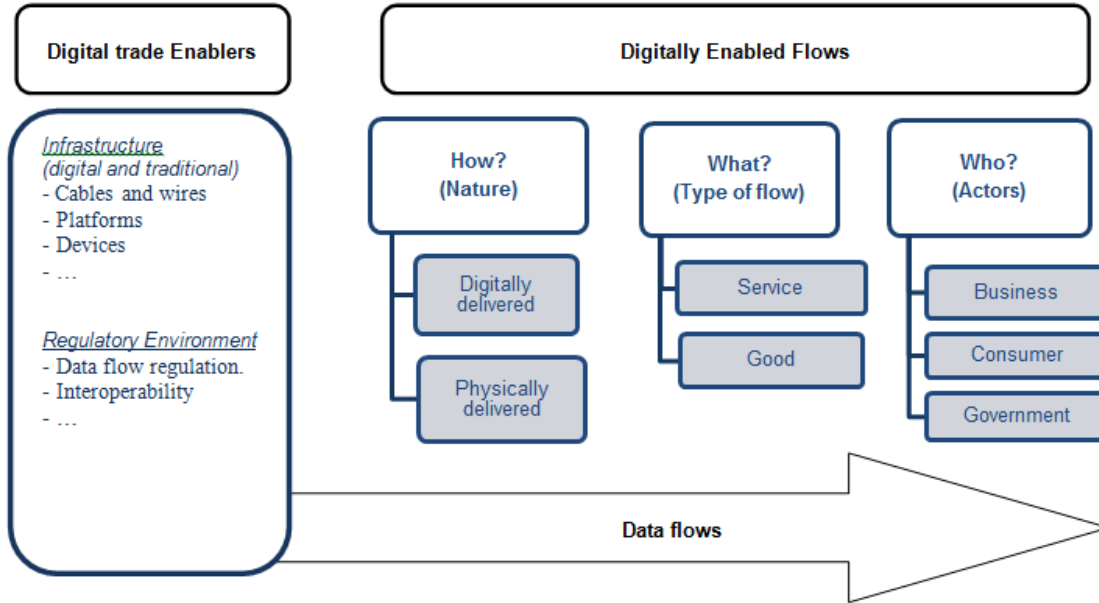 Digital trade Enablers
Digitally Enabled Flows
Infrastructure
(digital and traditional)
- Cables and wires
- Platforms
- Devices
- …
Regulatory Environment
- Data flow regulation.
- Interoperability
- …
How?
(Nature)
Digitally
delivered
Physically
delivered
What?
(Type of flow)
Service
Good
Who?
(Actors)
Business
Consumer
Government
Data flows